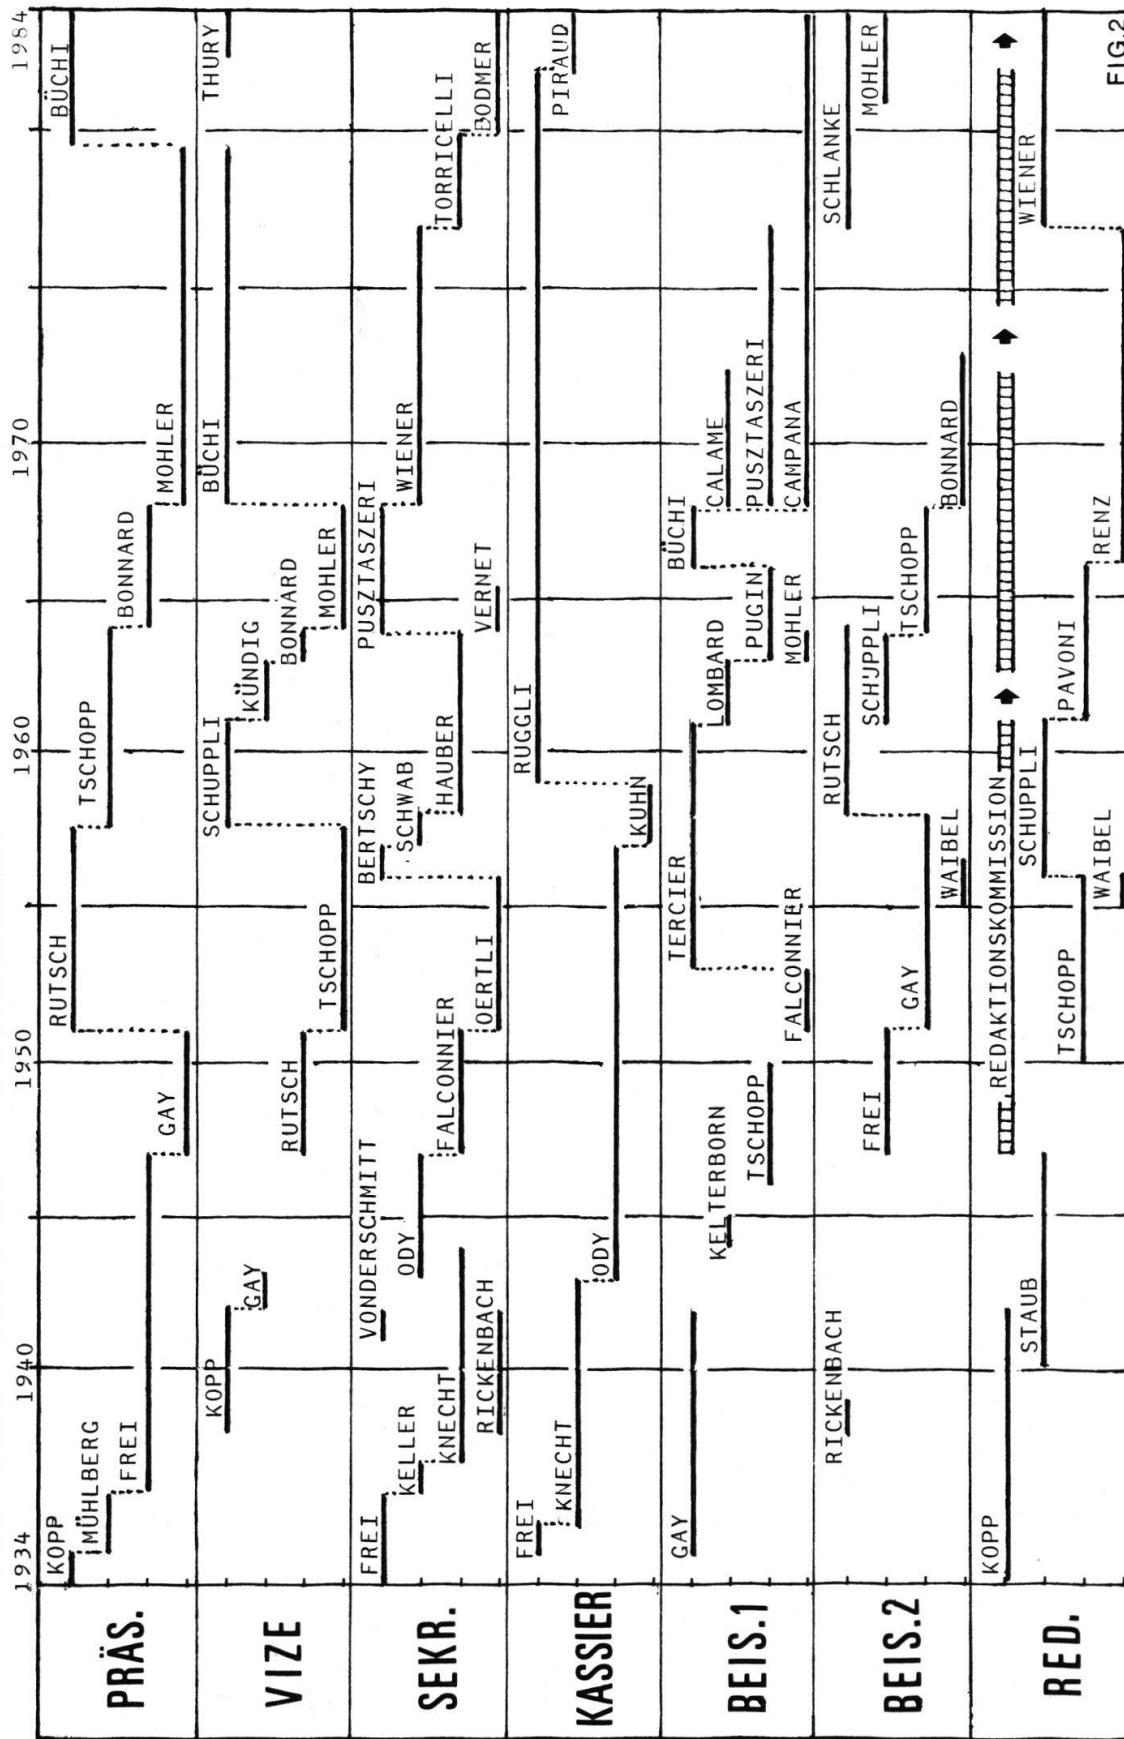 1934 1940 1950 1960 1970 1984
PRÄS.
KOPP
MÜHLBERG
FREI
GAY
RUTSCH
TSCHOPP
BONNARD
MOHLER
BÜCHI
VIZE
KOPP
GAY
RUTSCH
TSCHOPP
SCHUPPLI
KÜNDIG
BONNARD
MOHLER
BÜCHI
THURY
SEKR.
FREI
KELLER
KNECHT
RICKENBACH
VONDERSCHMITT
ODY
FALCONNIER
OERTLI
BERTSCHY
SCHWAB
HAUBER
PUSZTASZERI
VERNET
WIENER
TORRICELLI
BODMER
KASSIER
FREI
KNECHT
ODY
KUHN
RUGGLI
PIRAUD
BEIS.1
GAY
KELTERBORN
TSCHOPP
FALCONNIER
TERCIER
LOMBARD
PUGIN
MOHLER
BÜCHI
CALAME
PUSZTASZERI
CAMPANA
BEIS.2
RICKENBACH
FREI
GAY
WAIBEL
RUTSCH
SCHUPPLI
TSCHOPP
BONNARD
SCHLANKE
MOHLER
RED.
KOPP
STAUB
REDAKTIONSKOMMISSION
TSCHOPP
WAIBEL
SCHUPPLI
PAVONI
RENZ
WIENER
FIG.2